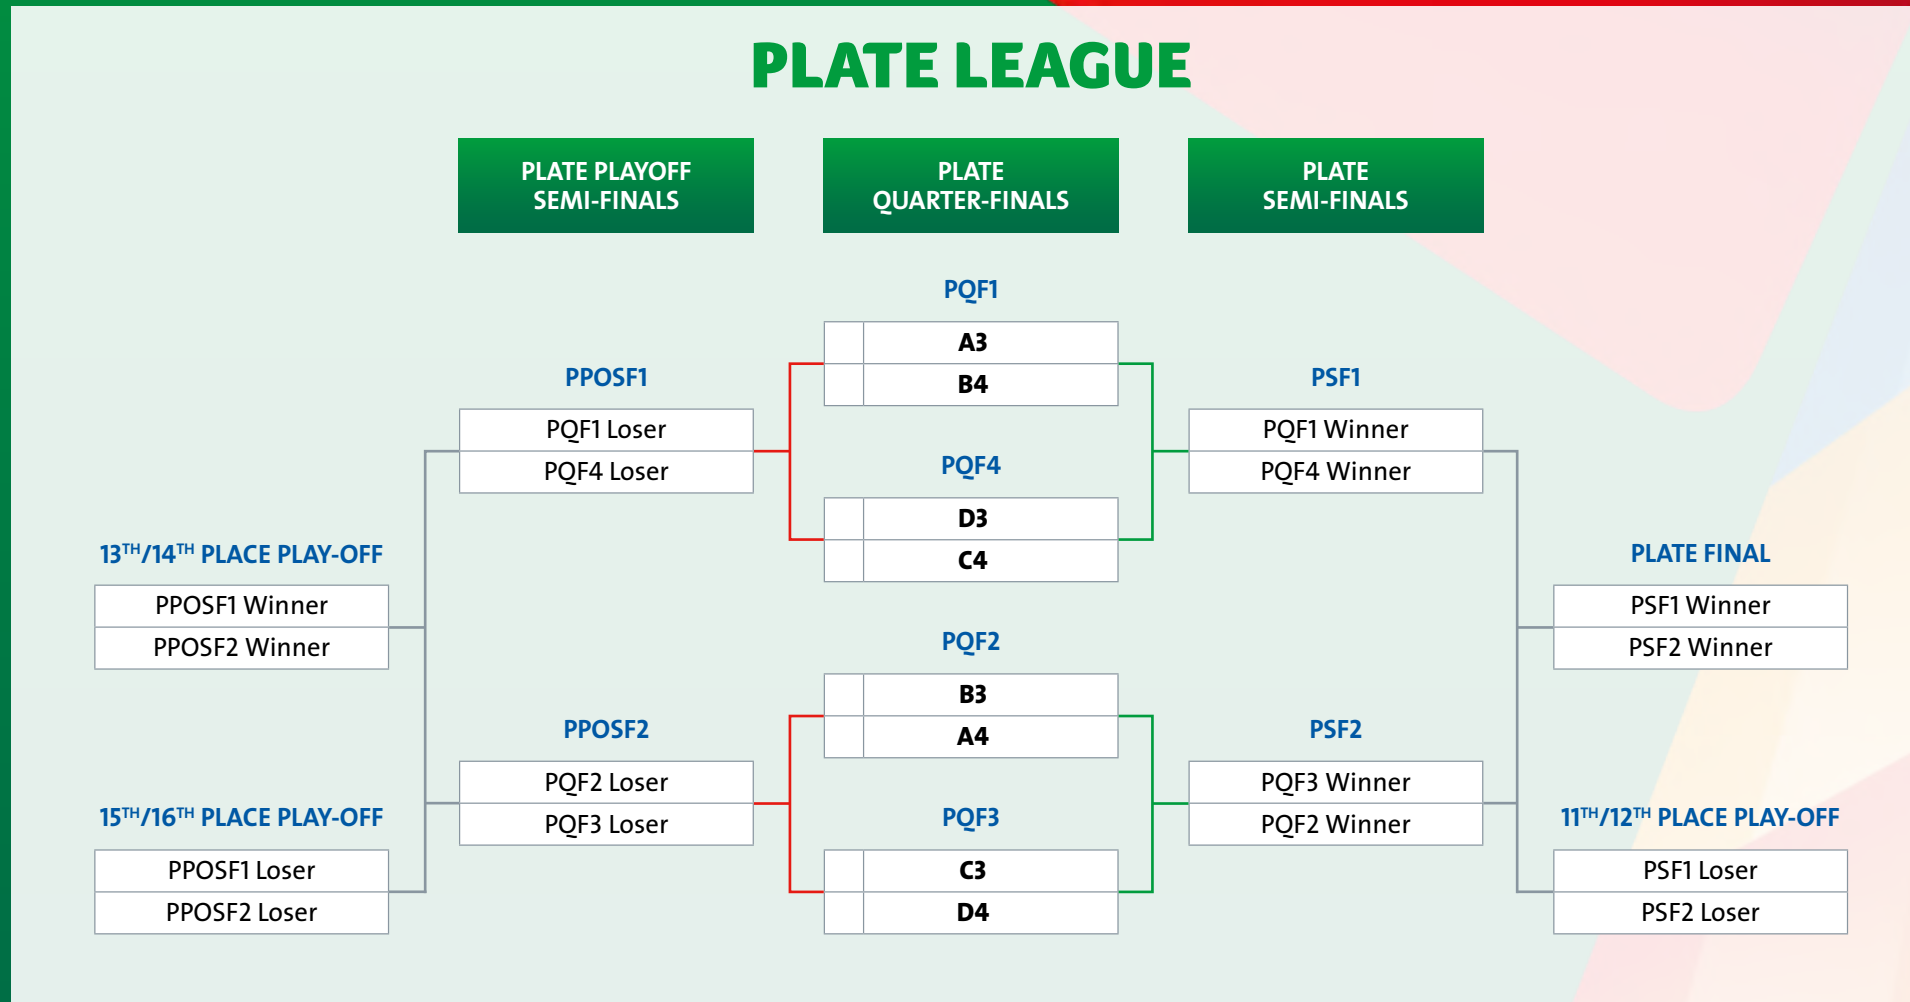 PLATE LEAGUE
PLATE PLAYOFF
SEMI-FINALS
PLATE
QUARTER-FINALS
PLATE
SEMI-FINALS
13TH/14TH PLACE PLAY-OFF
PPOSF1 Winner
PPOSF2 Winner
15TH/16TH PLACE PLAY-OFF
PPOSF1 Loser
PPOSF2 Loser
PPOSF1
PQF1 Loser
PQF4 Loser
PPOSF2
PQF2 Loser
PQF3 Loser
PQF1
A3
B4
PQF4
D3
C4
PQF2
B3
A4
PQF3
C3
D4
PSF1
PQF1 Winner
PQF4 Winner
PSF2
PQF3 Winner
PQF2 Winner
PLATE FINAL
PSF1 Winner
PSF2 Winner
11TH/12TH PLACE PLAY-OFF
PSF1 Loser
PSF2 Loser